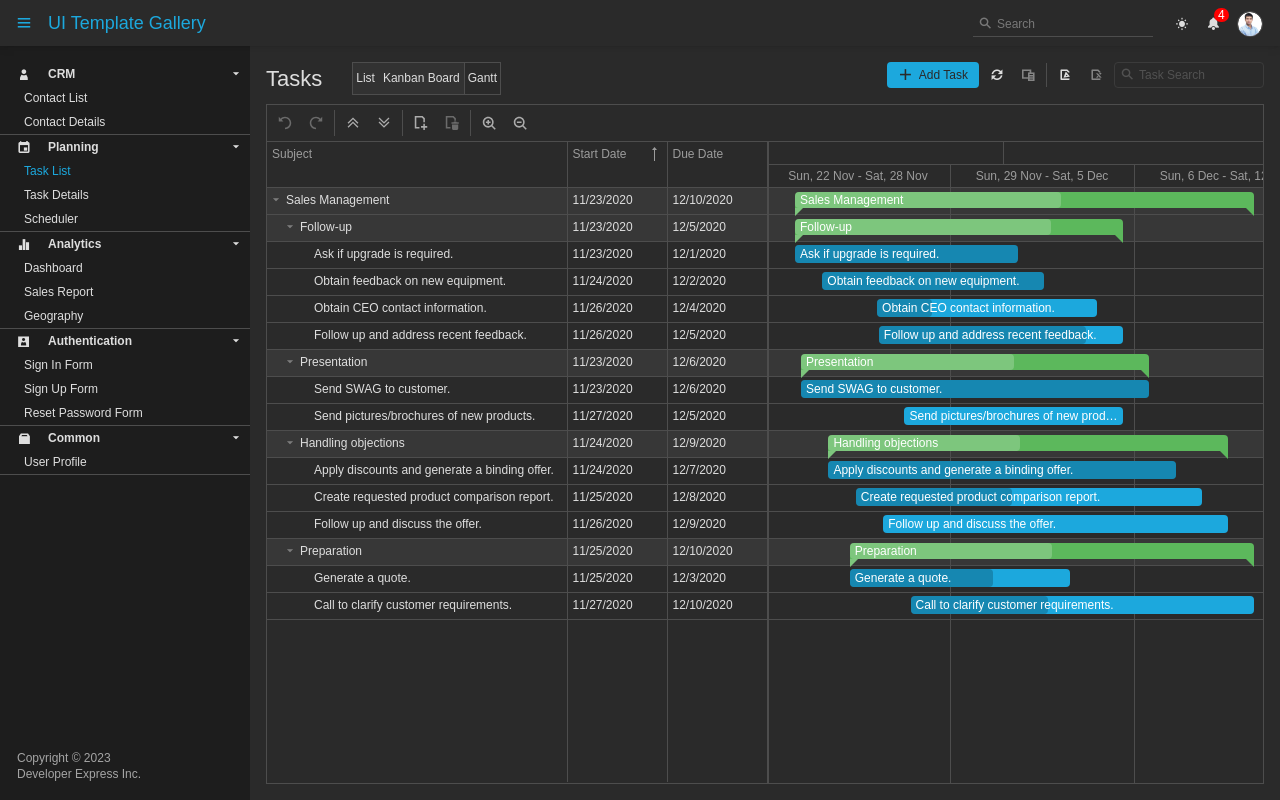 UI Template Gallery
Search
4
CRM
Contact List
Contact Details
Planning
Task List
Task Details
Scheduler
Analytics
Dashboard
Sales Report
Geography
Authentication
Sign In Form
Sign Up Form
Reset Password Form
Common
User Profile
Copyright © 2023
Developer Express Inc.
Tasks
List Kanban Board Gantt
Add Task
Task Search
Subject Start Date Due Date
Sun, 22 Nov - Sat, 28 Nov Sun, 29 Nov - Sat, 5 Dec Sun, 6 Dec - Sat, 12
Sales Management 11/23/2020 12/10/2020 Sales Management
Follow-up 11/23/2020 12/5/2020 Follow-up
Ask if upgrade is required. 11/23/2020 12/1/2020 Ask if upgrade is required.
Obtain feedback on new equipment. 11/24/2020 12/2/2020 Obtain feedback on new equipment.
Obtain CEO contact information. 11/26/2020 12/4/2020 Obtain CEO contact information.
Follow up and address recent feedback. 11/26/2020 12/5/2020 Follow up and address recent feedback.
Presentation 11/23/2020 12/6/2020 Presentation
Send SWAG to customer. 11/23/2020 12/6/2020 Send SWAG to customer.
Send pictures/brochures of new products. 11/27/2020 12/5/2020 Send pictures/brochures of new prod…
Handling objections 11/24/2020 12/9/2020 Handling objections
Apply discounts and generate a binding offer. 11/24/2020 12/7/2020 Apply discounts and generate a binding offer.
Create requested product comparison report. 11/25/2020 12/8/2020 Create requested product comparison report.
Follow up and discuss the offer. 11/26/2020 12/9/2020 Follow up and discuss the offer.
Preparation 11/25/2020 12/10/2020 Preparation
Generate a quote. 11/25/2020 12/3/2020 Generate a quote.
Call to clarify customer requirements. 11/27/2020 12/10/2020 Call to clarify customer requirements.